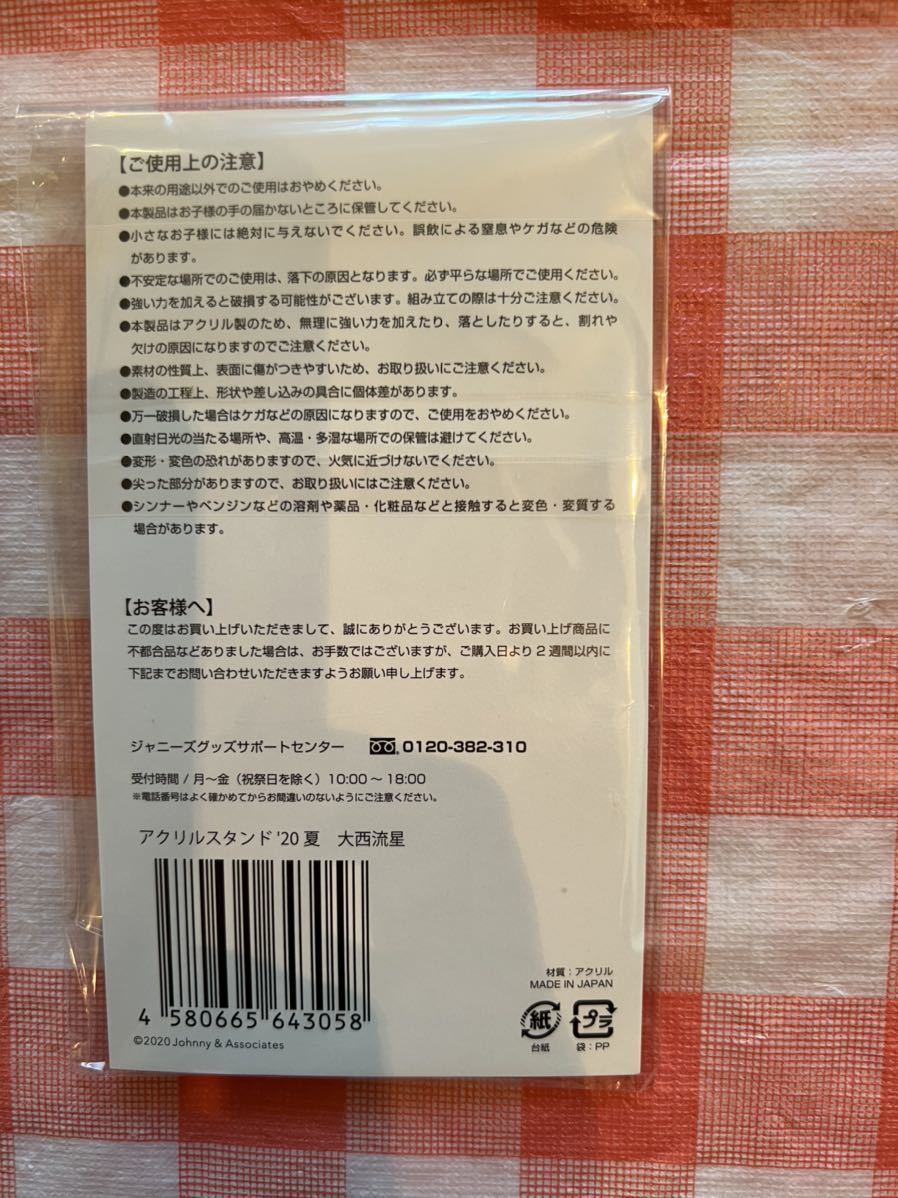 【ご使用上の注意】
●本来の用途以外でのご使用はおやめください。
●本製品はお子様の手の届かないところに保管してください。
●小さなお子様には絶対に与えないでください。誤飲による窒息やケガなどの危険
があります。
●不安定な場所でのご使用は、落下の原因となります。必ず平らな場所でご使用ください。
●強い力を加えると破損する可能性がございます。組み立ての際は十分ご注意ください。
●本製品はアクリル製のため、無理に強い力を加えたり、落としたりすると、割れや
欠けの原因になりますのでご注意ください。
●素材の性質上、表面に傷がつきやすいため、お取り扱いにご注意ください。
●製造の工程上、形状や差し込みの具合に個体差があります。
●万一破損した場合はケガなどの原因になりますので、ご使用をおやめください。
●直射日光の当たる場所や、高温・多湿な場所での保管は避けてください。
●変形・変色の恐れがありますので、火気に近づけないでください。
●尖った部分がありますので、お取り扱いにはご注意ください。
●シンナーやベンジンなどの溶剤や薬品・化粧品などと接触すると変色・変質する
場合があります。
【お客様へ】
この度はお買い上げいただきまして、誠にありがとうございます。お買い上げ商品に
不都合品などありました場合は、お手数ではございますが、ご購入日より2週間以内に
下記までお問い合わせいただきますようお願い申し上げます。
ジャニーズグッズサポートセンター 0120-382-310
受付時間 / 月～金（祝祭日を除く）10:00～18:00
※電話番号はよく確かめてからお間違いのないようにご注意ください。
アクリルスタンド '20 夏 大西流星
4 580665 643058
©2020 Johnny & Associates
材質：アクリル
MADE IN JAPAN
紙 プラ
台紙 袋：PP